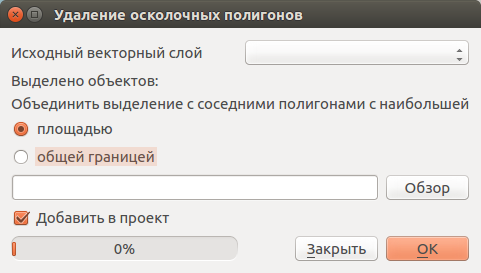 Удаление осколочных полигонов
Исходный векторный слой
Выделено объектов:
Объединить выделение с соседними полигонами с наибольшей
площадью
общей границей
Обзор
Добавить в проект
0%
Закрыть
OK